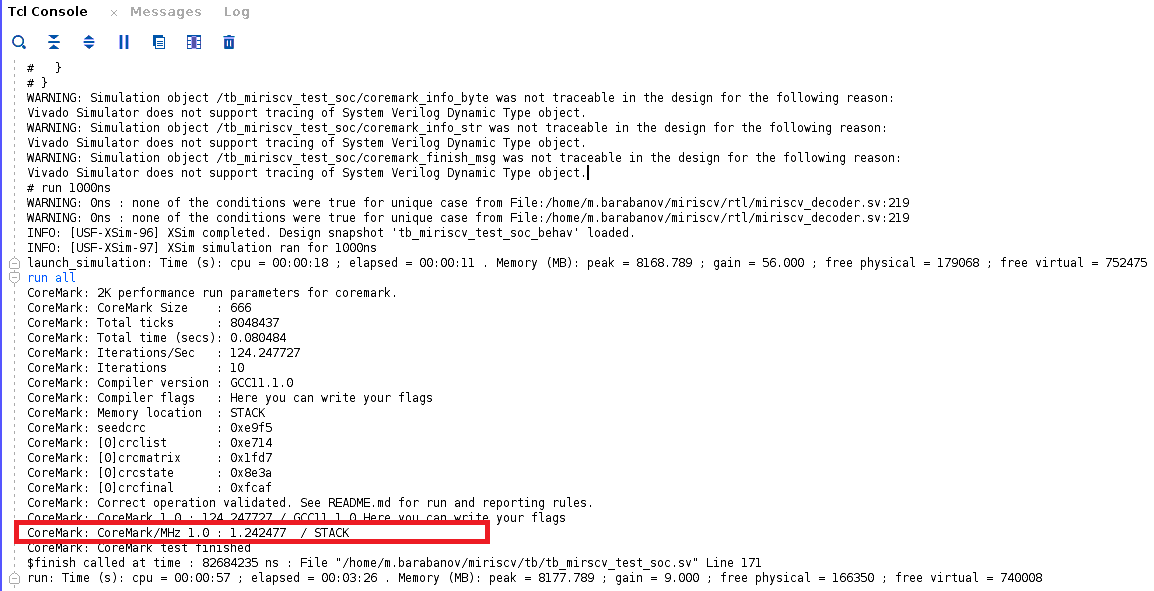 Tcl Console × Messages Log
#   }
# }
WARNING: Simulation object /tb_miriscv_test_soc/coremark_info_byte was not traceable in the design for the following reason:
Vivado Simulator does not support tracing of System Verilog Dynamic Type object.
WARNING: Simulation object /tb_miriscv_test_soc/coremark_info_str was not traceable in the design for the following reason:
Vivado Simulator does not support tracing of System Verilog Dynamic Type object.
WARNING: Simulation object /tb_miriscv_test_soc/coremark_finish_msg was not traceable in the design for the following reason:
Vivado Simulator does not support tracing of System Verilog Dynamic Type object.
# run 1000ns
WARNING: 0ns : none of the conditions were true for unique case from File:/home/m.barabanov/miriscv/rtl/miriscv_decoder.sv:219
WARNING: 0ns : none of the conditions were true for unique case from File:/home/m.barabanov/miriscv/rtl/miriscv_decoder.sv:219
INFO: [USF-XSim-96] XSim completed. Design snapshot 'tb_miriscv_test_soc_behav' loaded.
INFO: [USF-XSim-97] XSim simulation ran for 1000ns
launch_simulation: Time (s): cpu = 00:00:18 ; elapsed = 00:00:11 . Memory (MB): peak = 8168.789 ; gain = 56.000 ; free physical = 179068 ; free virtual = 752475
run all
CoreMark: 2K performance run parameters for coremark.
CoreMark: CoreMark Size    : 666
CoreMark: Total ticks      : 8048437
CoreMark: Total time (secs): 0.080484
CoreMark: Iterations/Sec   : 124.247727
CoreMark: Iterations       : 10
CoreMark: Compiler version : GCC11.1.0
CoreMark: Compiler flags   : Here you can write your flags
CoreMark: Memory location  : STACK
CoreMark: seedcrc          : 0xe9f5
CoreMark: [0]crclist       : 0xe714
CoreMark: [0]crcmatrix     : 0x1fd7
CoreMark: [0]crcstate      : 0x8e3a
CoreMark: [0]crcfinal      : 0xfcaf
CoreMark: Correct operation validated. See README.md for run and reporting rules.
CoreMark: CoreMark 1.0 : 124.247727 / GCC11.1.0 Here you can write your flags
CoreMark: CoreMark/MHz 1.0 : 1.242477  / STACK
CoreMark: CoreMark test finished
$finish called at time : 82684235 ns : File "/home/m.barabanov/miriscv/tb/tb_mirscv_test_soc.sv" Line 171
run: Time (s): cpu = 00:00:57 ; elapsed = 00:03:26 . Memory (MB): peak = 8177.789 ; gain = 9.000 ; free physical = 166350 ; free virtual = 740008